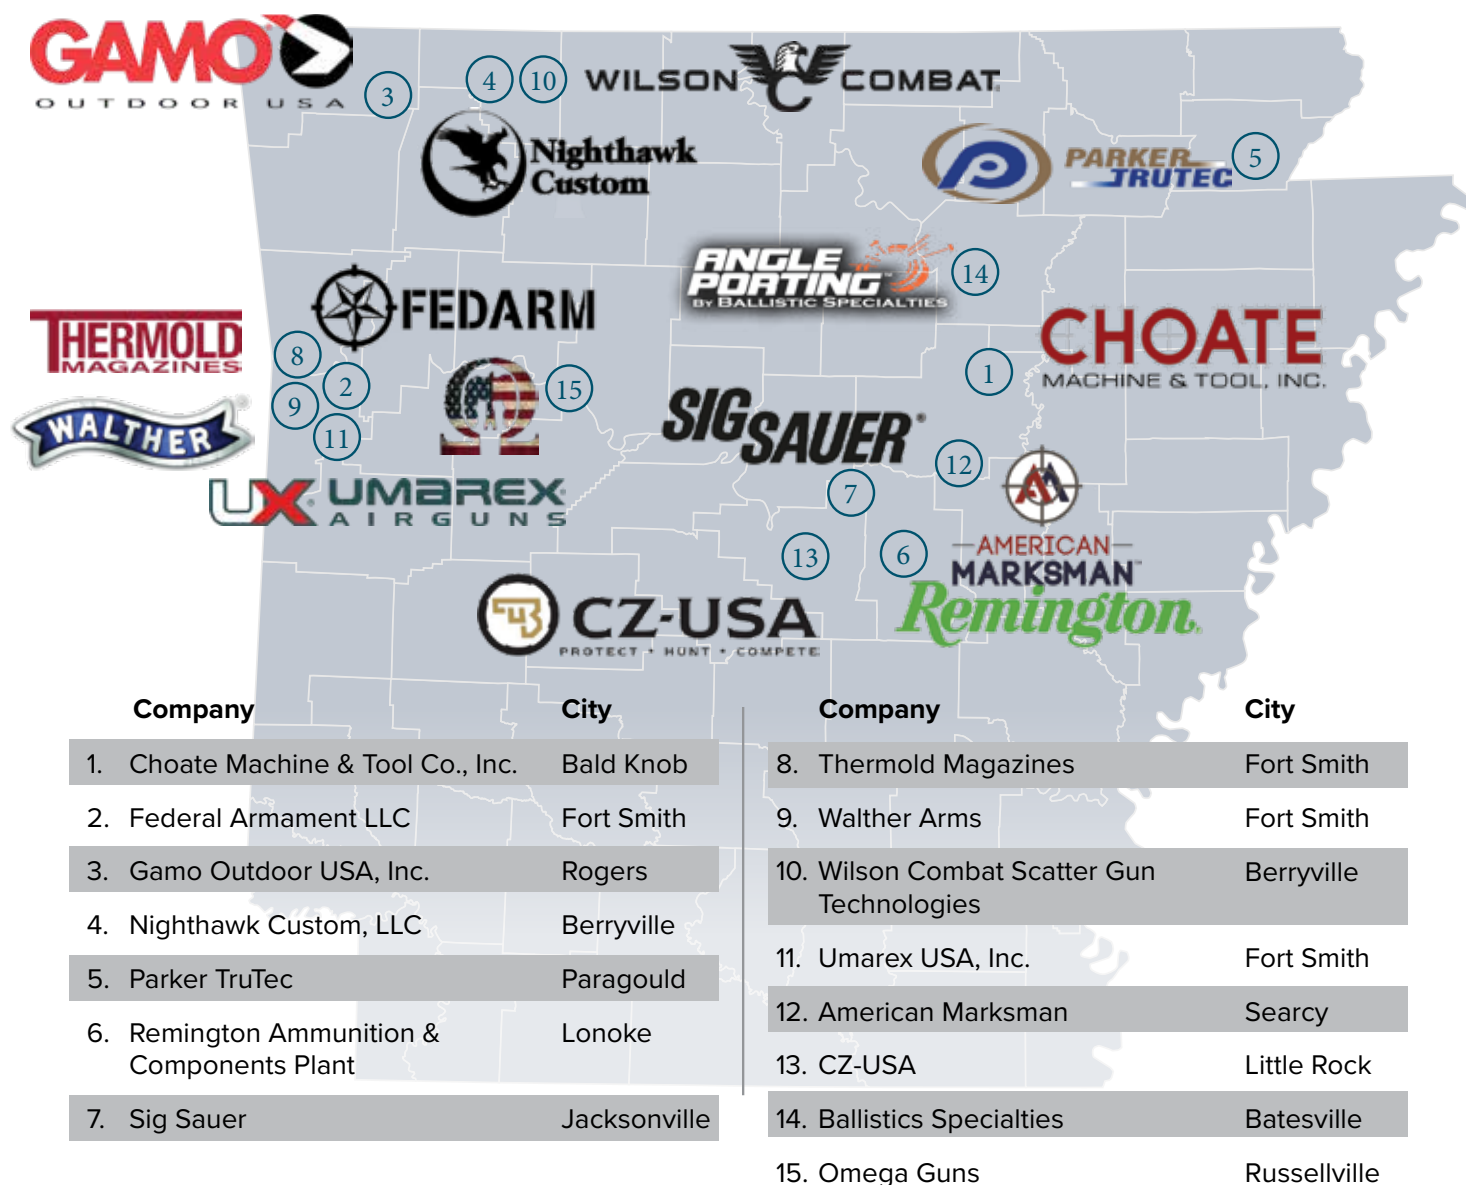 GAMO
OUTDOOR USA
3
4
10
WILSON COMBAT
Nighthawk
Custom
PARKER
TRUTEC
5
ANGLE
PORTING
BY BALLISTIC SPECIALTIES
14
FEDARM
THERMOLD
MAGAZINES
8
2
9
11
WALTHER
15
CHOATE
MACHINE & TOOL, INC.
1
SIG SAUER
12
7
UX UMAREX
AIRGUNS
13
6
AMERICAN
MARKSMAN
Remington
CZ-USA
PROTECT + HUNT + COMPETE
Company City
1. Choate Machine & Tool Co., Inc. Bald Knob
2. Federal Armament LLC Fort Smith
3. Gamo Outdoor USA, Inc. Rogers
4. Nighthawk Custom, LLC Berryville
5. Parker TruTec Paragould
6. Remington Ammunition & Lonoke
Components Plant
7. Sig Sauer Jacksonville
Company City
8. Thermold Magazines Fort Smith
9. Walther Arms Fort Smith
10. Wilson Combat Scatter Gun Berryville
Technologies
11. Umarex USA, Inc. Fort Smith
12. American Marksman Searcy
13. CZ-USA Little Rock
14. Ballistics Specialties Batesville
15. Omega Guns Russellville